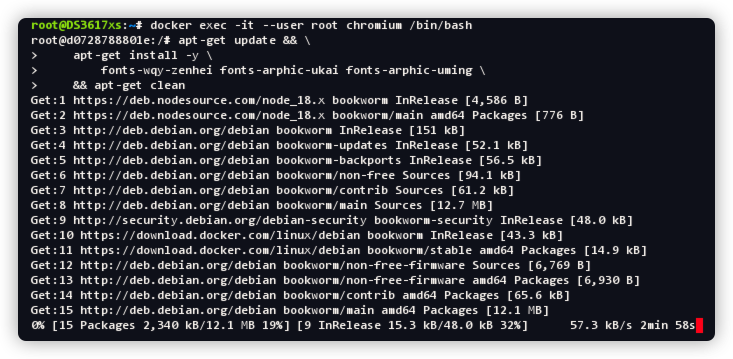 root@DS3617xs:~# docker exec -it --user root chromium /bin/bash
root@d0728788801e:/# apt-get update && \
>     apt-get install -y \
>         fonts-wqy-zenhei fonts-arphic-ukai fonts-arphic-uming \
>     && apt-get clean
Get:1 https://deb.nodesource.com/node_18.x bookworm InRelease [4,586 B]
Get:2 https://deb.nodesource.com/node_18.x bookworm/main amd64 Packages [776 B]
Get:3 http://deb.debian.org/debian bookworm InRelease [151 kB]
Get:4 http://deb.debian.org/debian bookworm-updates InRelease [52.1 kB]
Get:5 http://deb.debian.org/debian bookworm-backports InRelease [56.5 kB]
Get:6 http://deb.debian.org/debian bookworm/non-free Sources [94.1 kB]
Get:7 http://deb.debian.org/debian bookworm/contrib Sources [61.2 kB]
Get:8 http://deb.debian.org/debian bookworm/main Sources [12.7 MB]
Get:9 http://security.debian.org/debian-security bookworm-security InRelease [48.0 kB]
Get:10 https://download.docker.com/linux/debian bookworm InRelease [43.3 kB]
Get:11 https://download.docker.com/linux/debian bookworm/stable amd64 Packages [14.9 kB]
Get:12 http://deb.debian.org/debian bookworm/non-free-firmware Sources [6,769 B]
Get:13 http://deb.debian.org/debian bookworm/non-free-firmware amd64 Packages [6,930 B]
Get:14 http://deb.debian.org/debian bookworm/contrib amd64 Packages [65.6 kB]
Get:15 http://deb.debian.org/debian bookworm/main amd64 Packages [12.1 MB]
0% [15 Packages 2,340 kB/12.1 MB 19%] [9 InRelease 15.3 kB/48.0 kB 32%]      57.3 kB/s 2min 58s